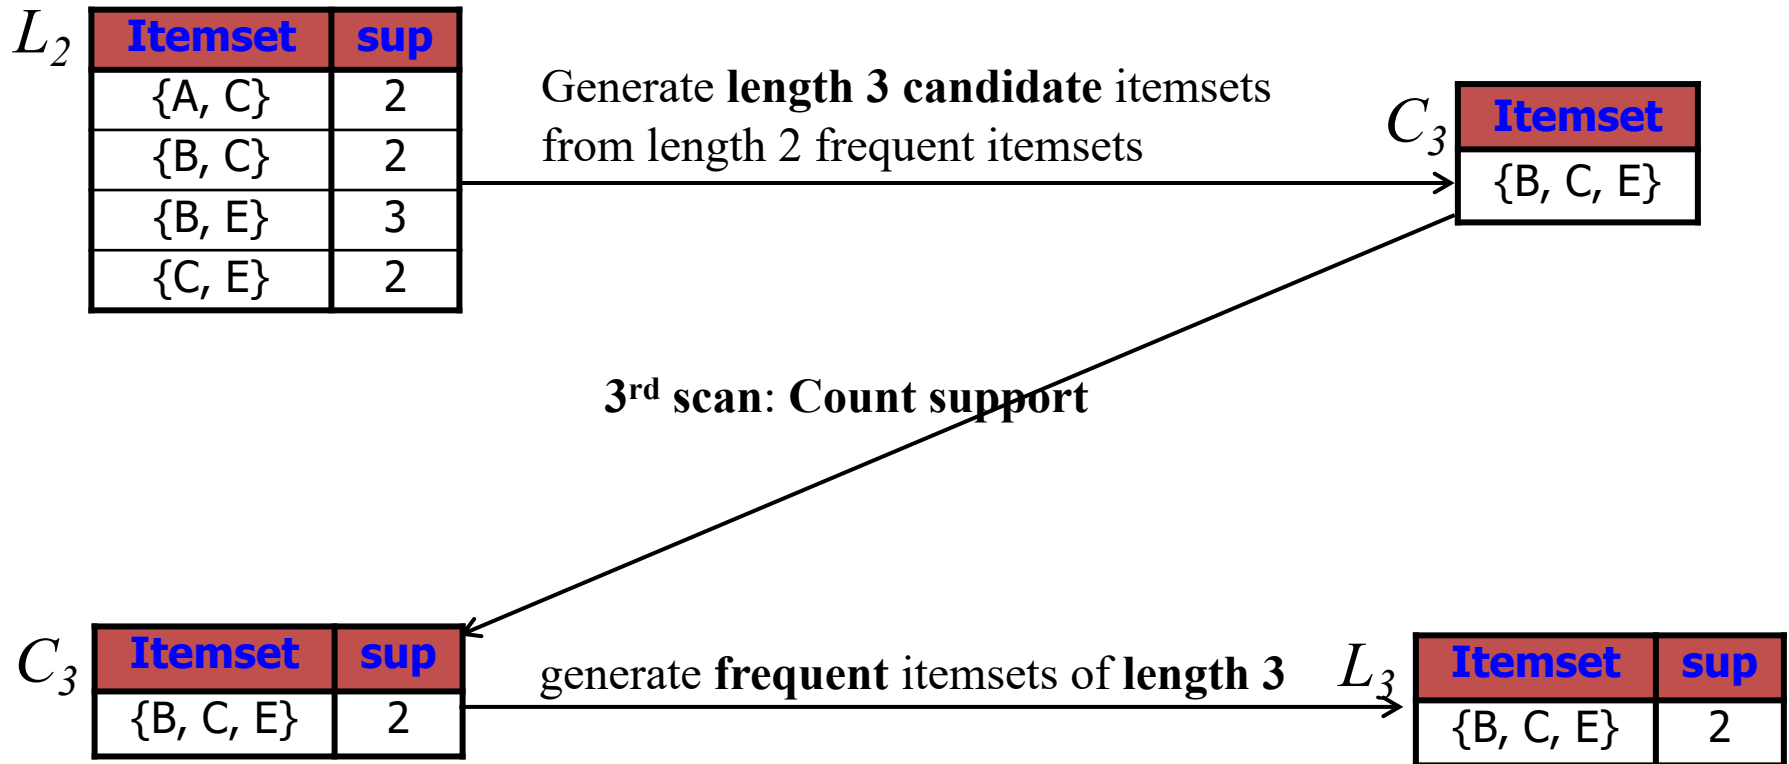 L2 Itemset sup
{A, C} 2
{B, C} 2
{B, E} 3
{C, E} 2
Generate length 3 candidate itemsets
from length 2 frequent itemsets
C3 Itemset
{B, C, E}
3rd scan: Count support
C3 Itemset sup
{B, C, E} 2
generate frequent itemsets of length 3
L3 Itemset sup
{B, C, E} 2